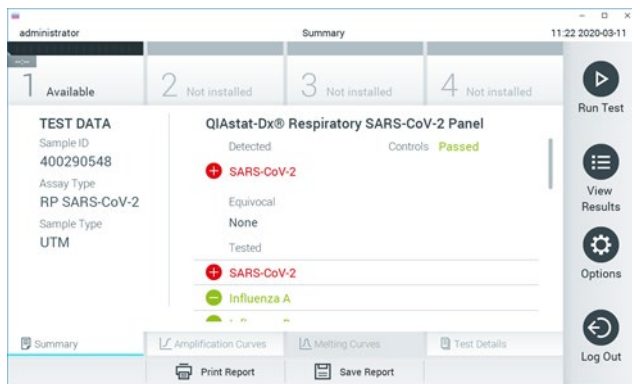 administrator Summary 11:22 2020-03-11
1 Available 2 Not installed 3 Not installed 4 Not installed
Run Test
TEST DATA
Sample ID
400290548
Assay Type
RP SARS-CoV-2
Sample Type
UTM
QIAstat-Dx® Respiratory SARS-CoV-2 Panel
Detected Controls Passed
SARS-CoV-2
Equivocal
None
Tested
SARS-CoV-2
Influenza A
View
Results
Options
Log Out
Summary Amplification Curves Melting Curves Test Details
Print Report Save Report